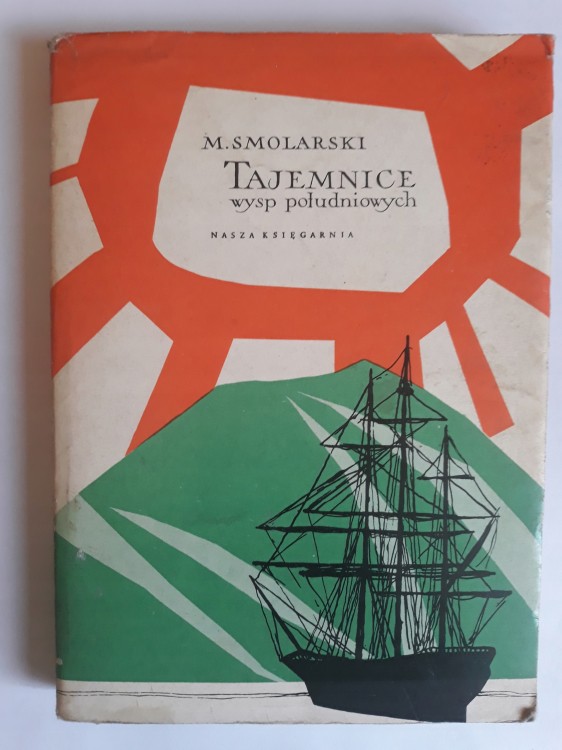 M. SMOLARSKI
TAJEMNICE
wysp południowych
NASZA KSIĘGARNIA